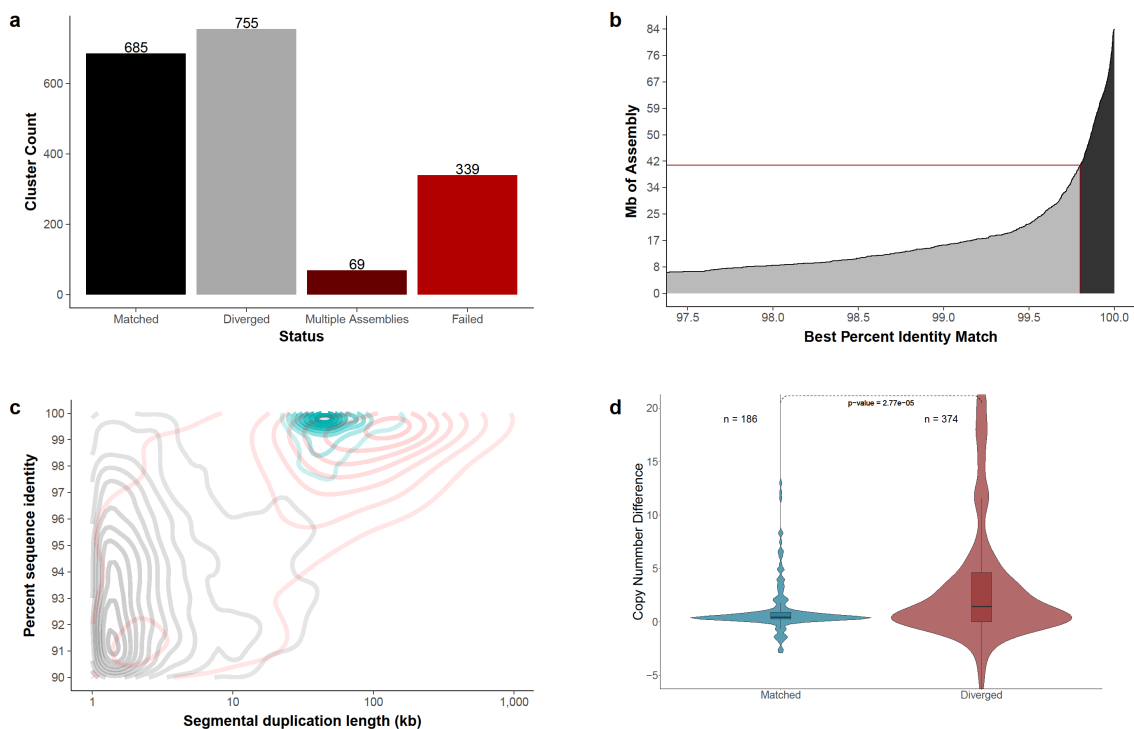 a
Cluster Count
600
400
200
0
685
755
69
339
Matched
Diverged
Multiple Assemblies
Failed
Status
b
Mb of Assembly
84
76
67
59
50
42
34
25
17
8
0
97.5
98.0
98.5
99.0
99.5
100.0
Best Percent Identity Match
c
Percent sequence identity
100
99
98
97
96
95
94
93
92
91
90
1
10
100
1,000
Segmental duplication length (kb)
d
Copy Nummber Difference
20
15
10
5
0
−5
p-value = 2.77e-05
n = 186
n = 374
Matched
Diverged